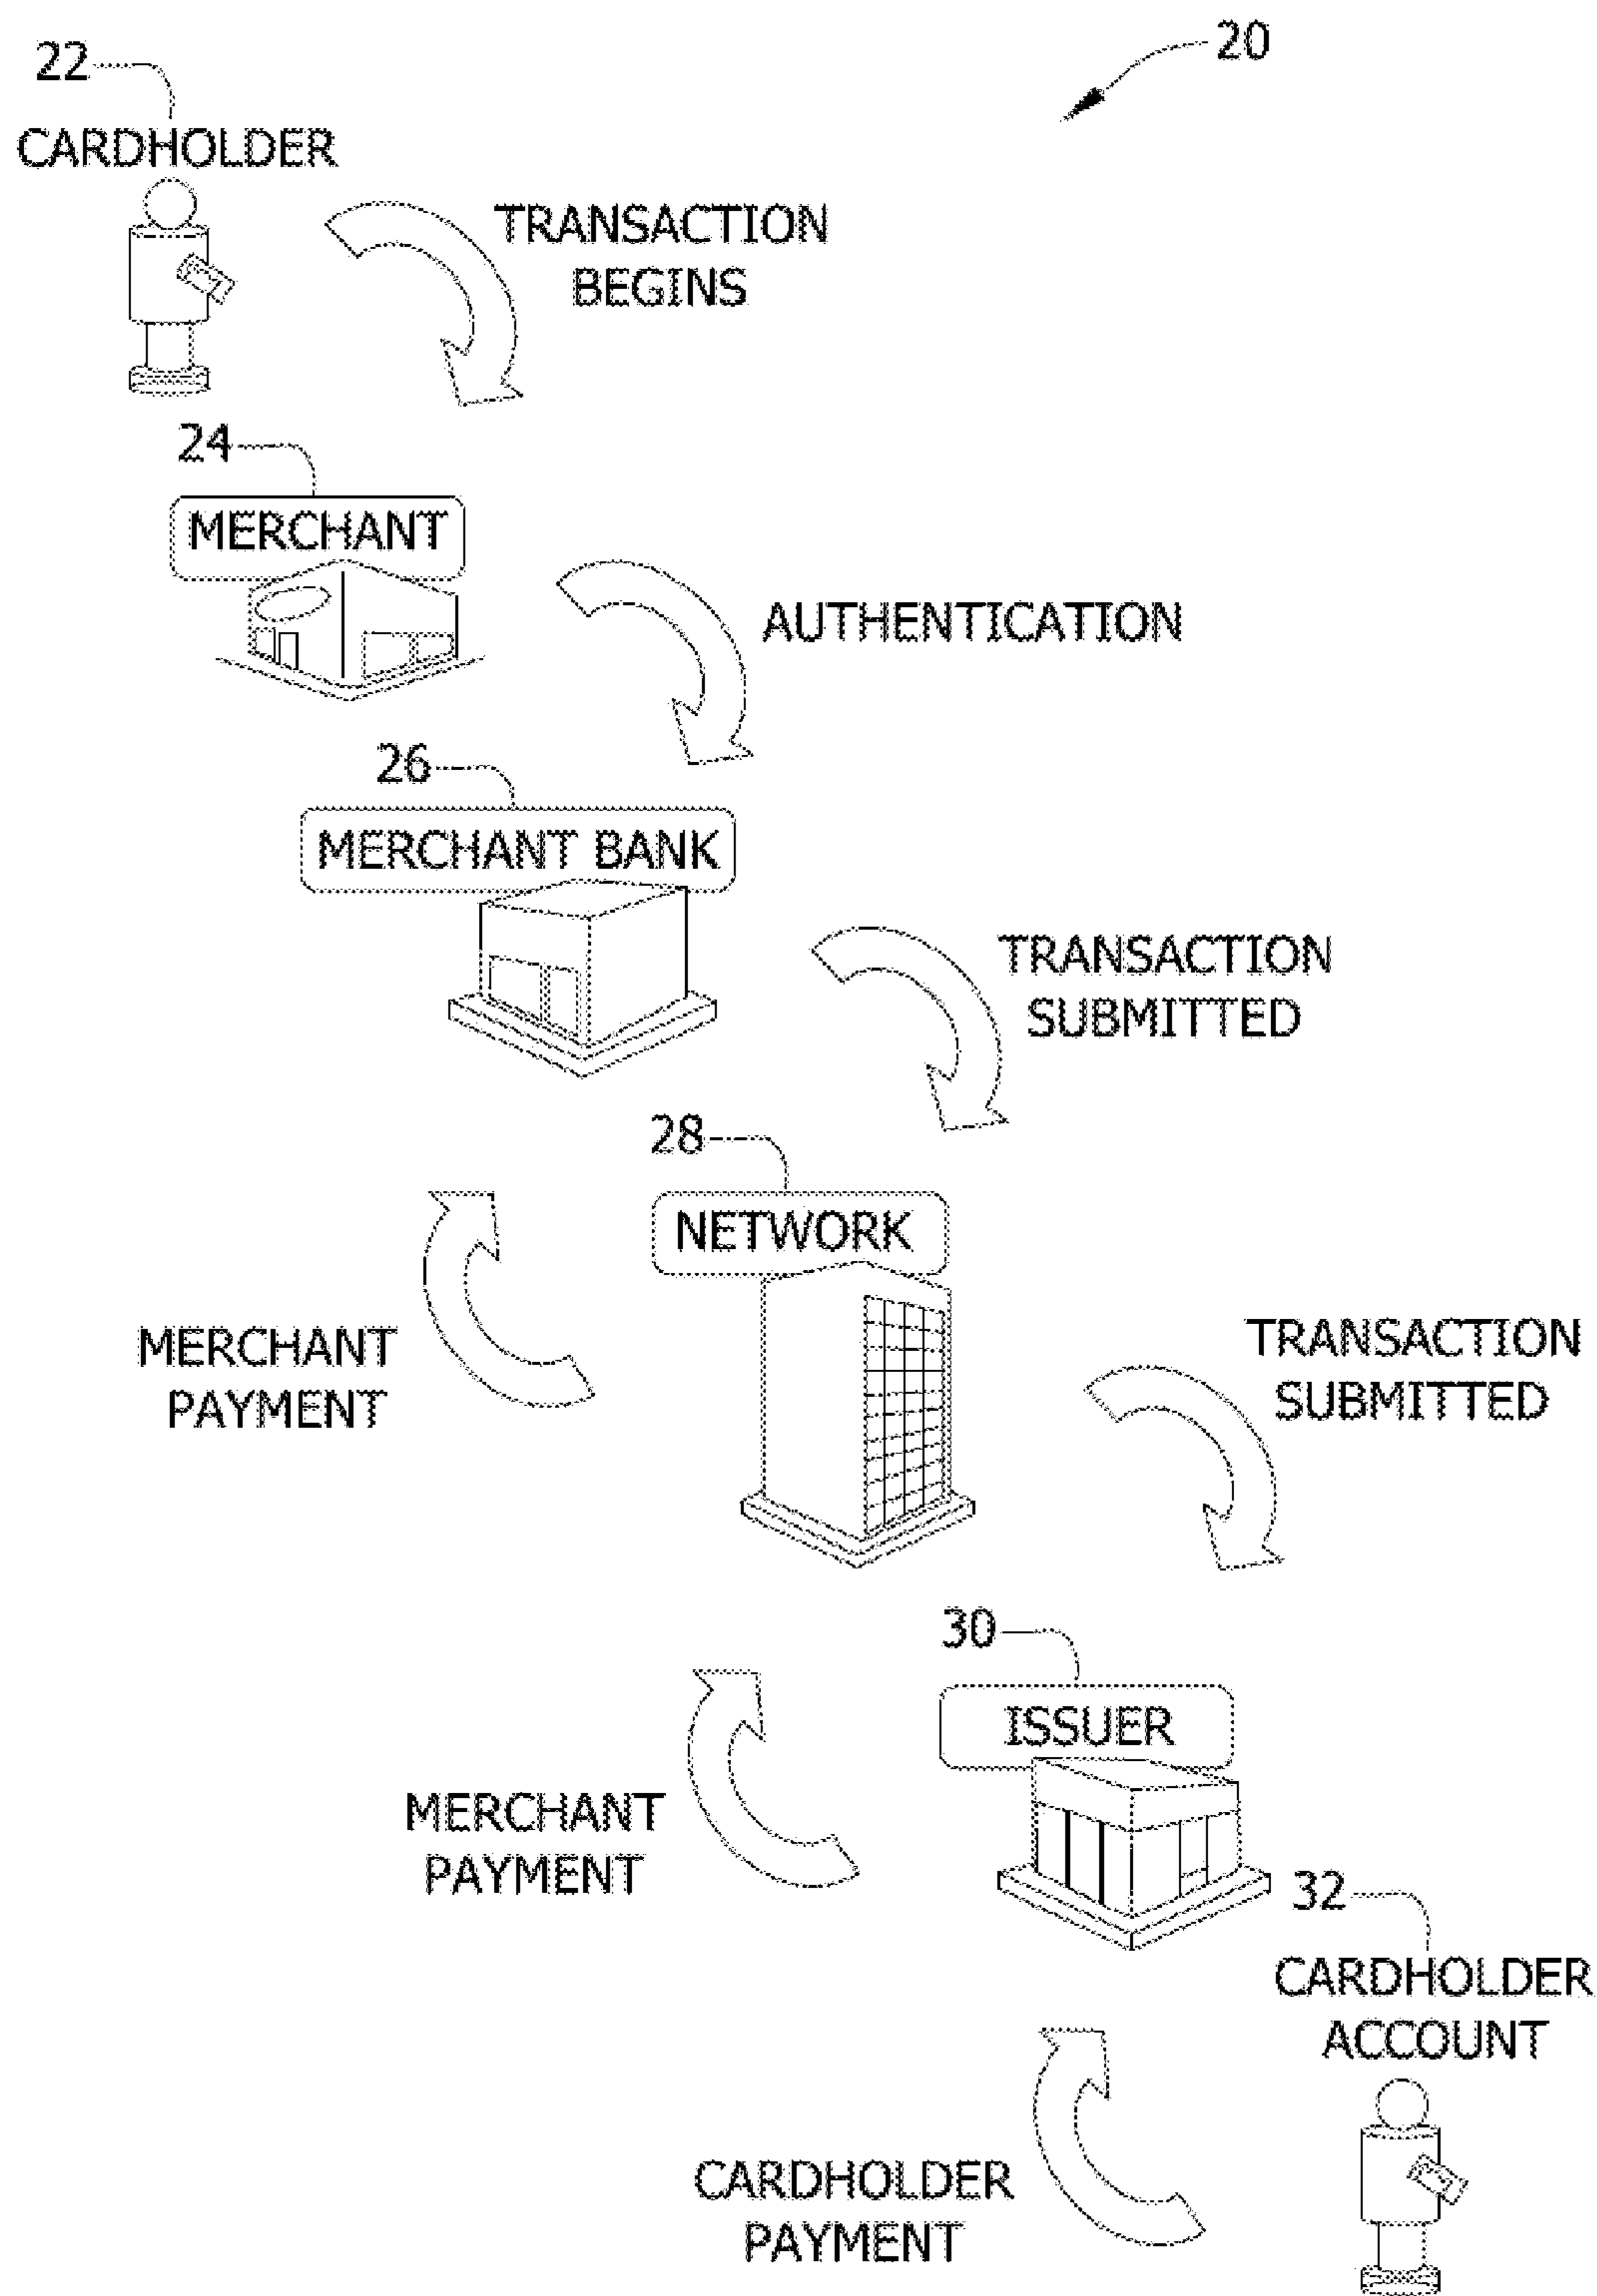 20
22
CARDHOLDER
TRANSACTION
BEGINS
24
MERCHANT
AUTHENTICATION
26
MERCHANT BANK
TRANSACTION
SUBMITTED
28
NETWORK
MERCHANT
PAYMENT
TRANSACTION
SUBMITTED
30
ISSUER
MERCHANT
PAYMENT
32
CARDHOLDER
ACCOUNT
CARDHOLDER
PAYMENT